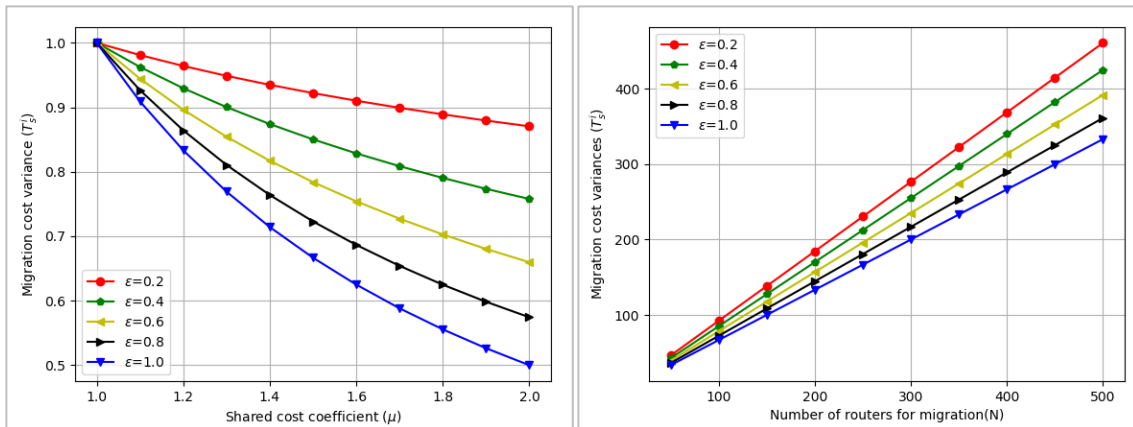 1.0
0.9
0.8
0.7
0.6
0.5
Migration cost variance (T_s^i)
ε=0.2
ε=0.4
ε=0.6
ε=0.8
ε=1.0
1.0 1.2 1.4 1.6 1.8 2.0
Shared cost coefficient (μ)
400
300
200
100
Migration cost variances (T_s^i)
ε=0.2
ε=0.4
ε=0.6
ε=0.8
ε=1.0
100 200 300 400 500
Number of routers for migration(N)